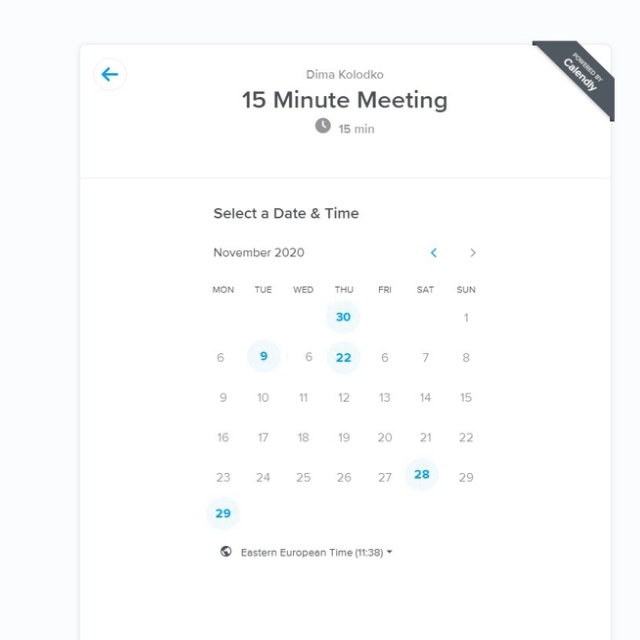 POWERED BY
Calendly
Dima Kolodko
15 Minute Meeting
15 min
Select a Date & Time
November 2020
MON TUE WED THU FRI SAT SUN
30 1
6 9 6 22 6 7 8
9 10 11 12 13 14 15
16 17 18 19 20 21 22
23 24 25 26 27 28 29
29
Eastern European Time (11:38)